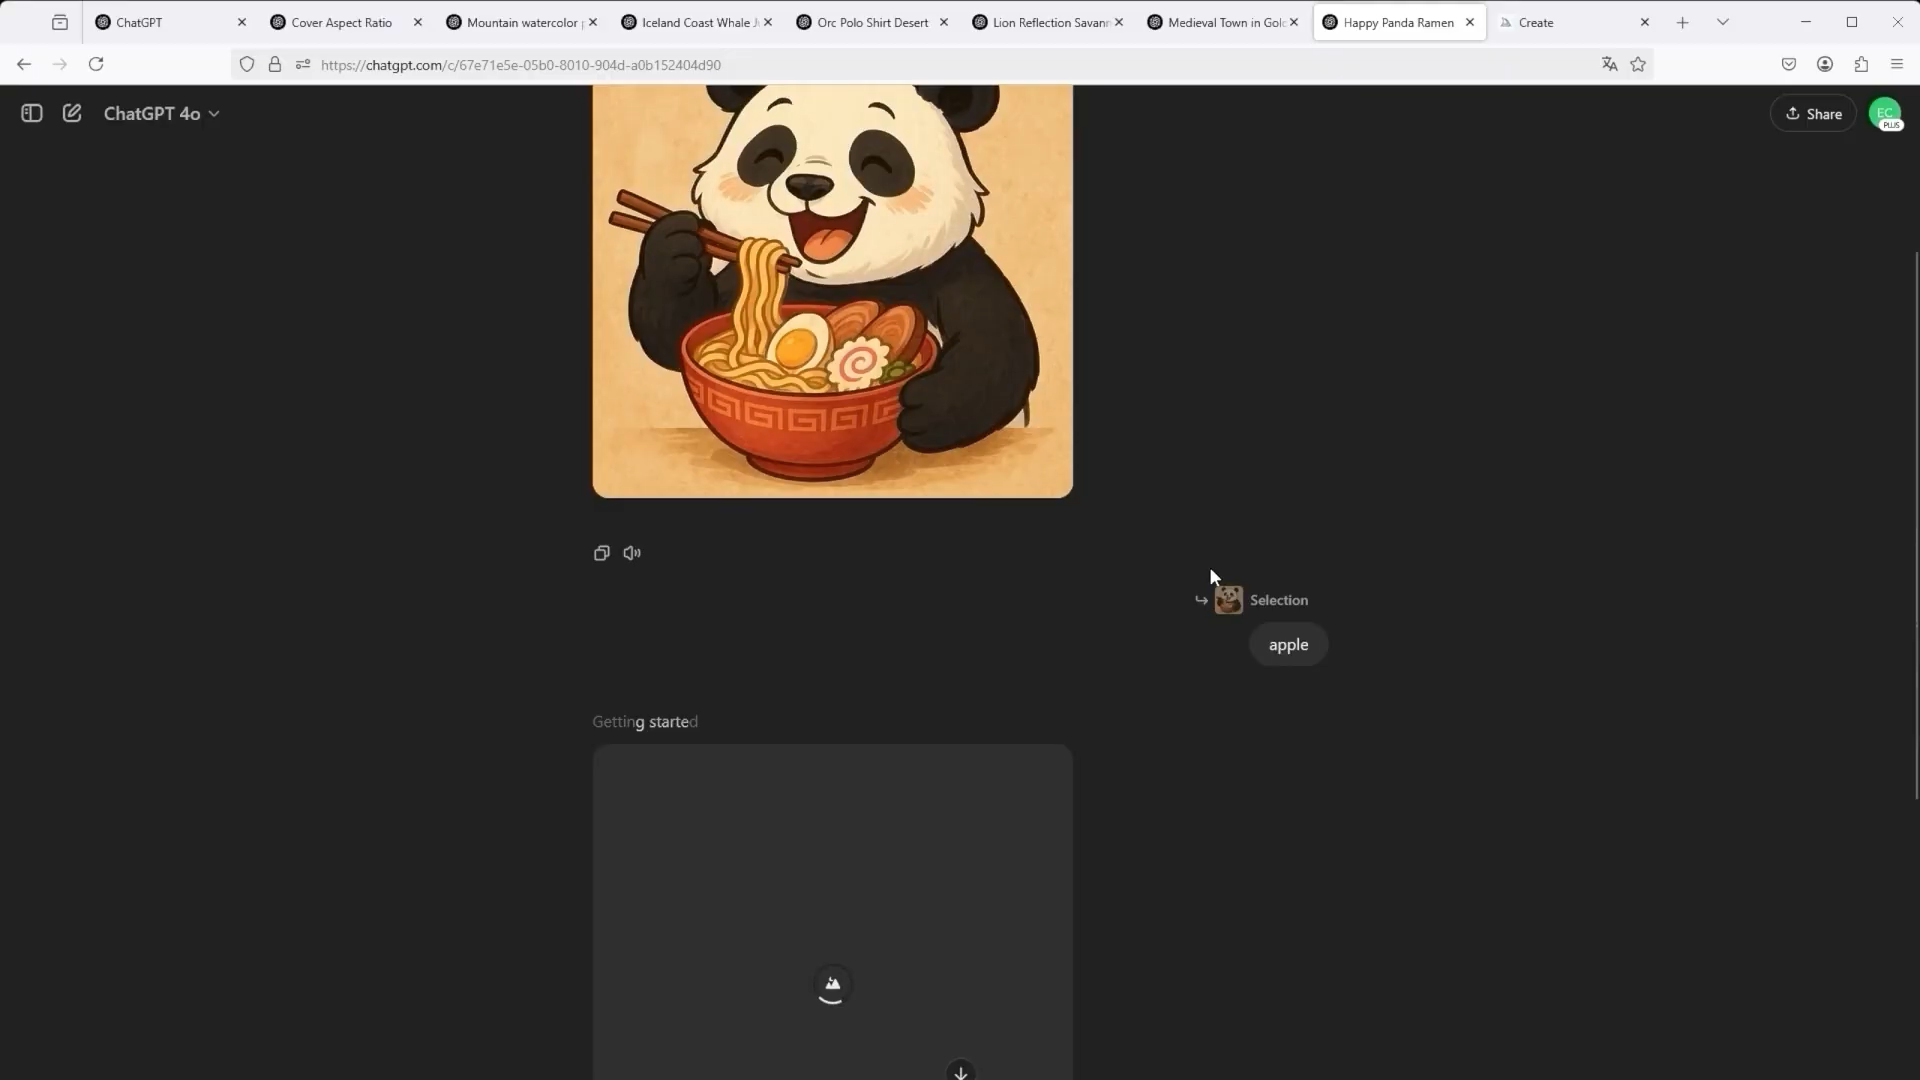 ChatGPT
Cover Aspect Ratio
Mountain watercolor
Iceland Coast Whale
Orc Polo Shirt Desert
Lion Reflection Savann
Medieval Town in Gol
Happy Panda Ramen
Create
https://chatgpt.com/c/67e71e5e-05b0-8010-904d-a0b152404d90
ChatGPT 4o
Share
EC
PLUS
Selection
apple
Getting started